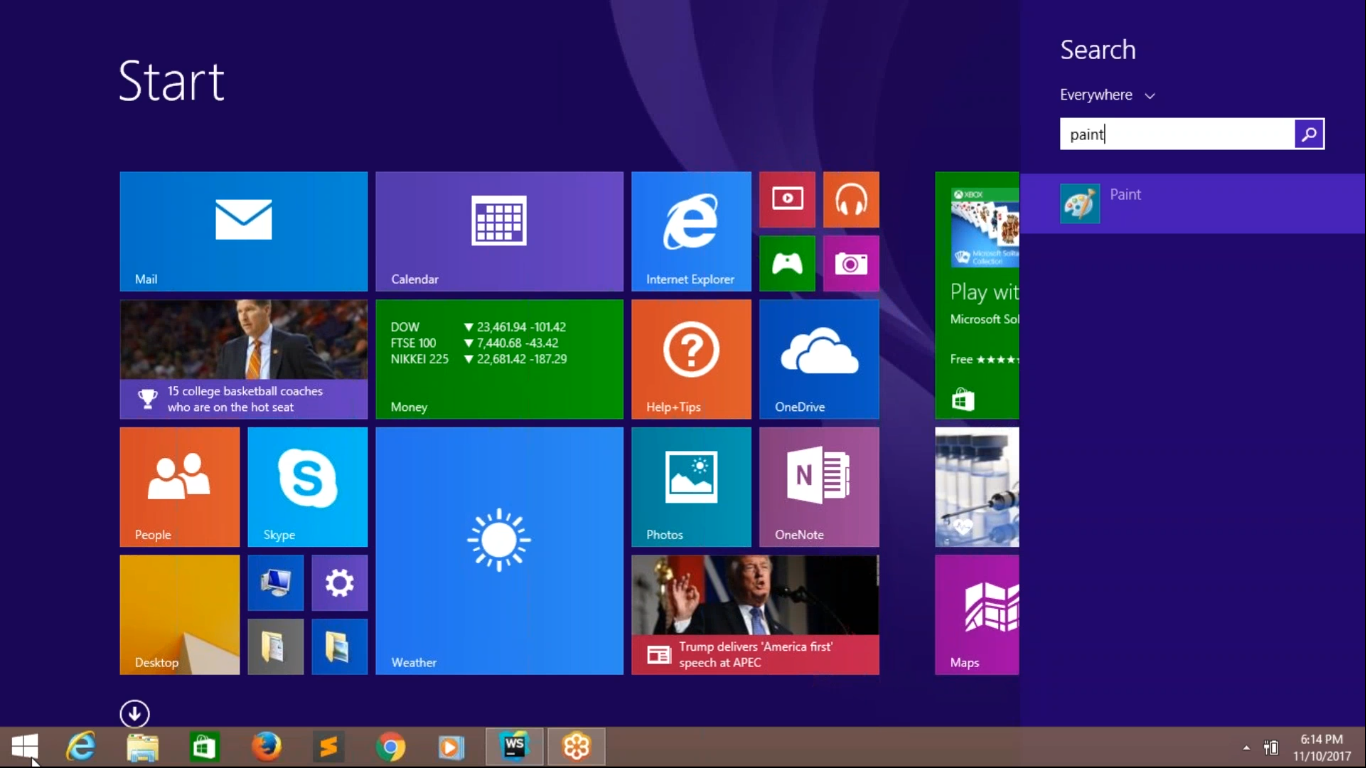 Start
Search
Everywhere
paint
Paint
Mail
Calendar
Internet Explorer
XBOX
Microsoft Solitaire
Collection
Play wit
Microsoft Sol
Free
15 college basketball coaches
who are on the hot seat
DOW ▼ 23,461.94 -101.42
FTSE 100 ▼ 7,440.68 -43.42
NIKKEI 225 ▼ 22,681.42 -187.29
Money
Help+Tips
OneDrive
People
S
Skype
Weather
Photos
N
OneNote
Desktop
Trump delivers 'America first'
speech at APEC
Maps
WS
6:14 PM
11/10/2017